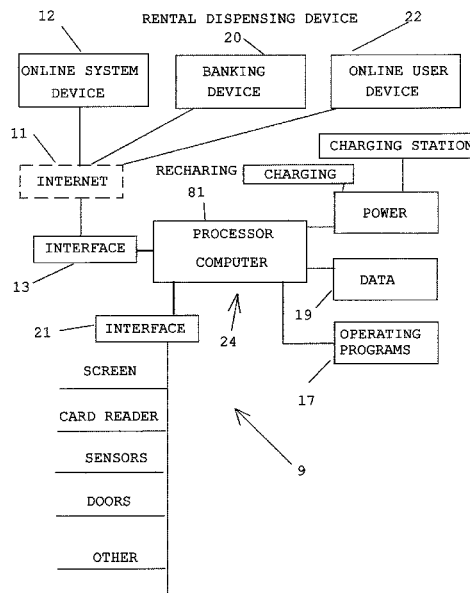 RENTAL DISPENSING DEVICE
12
20
22
ONLINE SYSTEM
DEVICE
BANKING
DEVICE
ONLINE USER
DEVICE
11
INTERNET
CHARGING STATION
RECHARING
CHARGING
81
POWER
INTERFACE
PROCESSOR
COMPUTER
13
DATA
19
21
INTERFACE
24
OPERATING
PROGRAMS
17
SCREEN
CARD READER
SENSORS
9
DOORS
OTHER